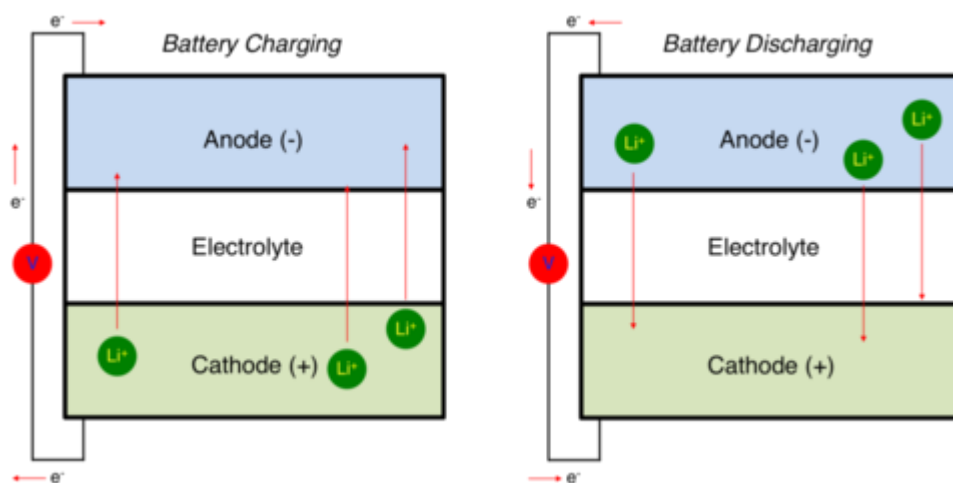 e⁻
Battery Charging
Anode (-)
e⁻
Electrolyte
V
Li⁺
Li⁺
Cathode (+)
Li⁺
e⁻
e⁻
Battery Discharging
Li⁺
Li⁺
Anode (-)
Li⁺
e⁻
Electrolyte
V
Cathode (+)
e⁻